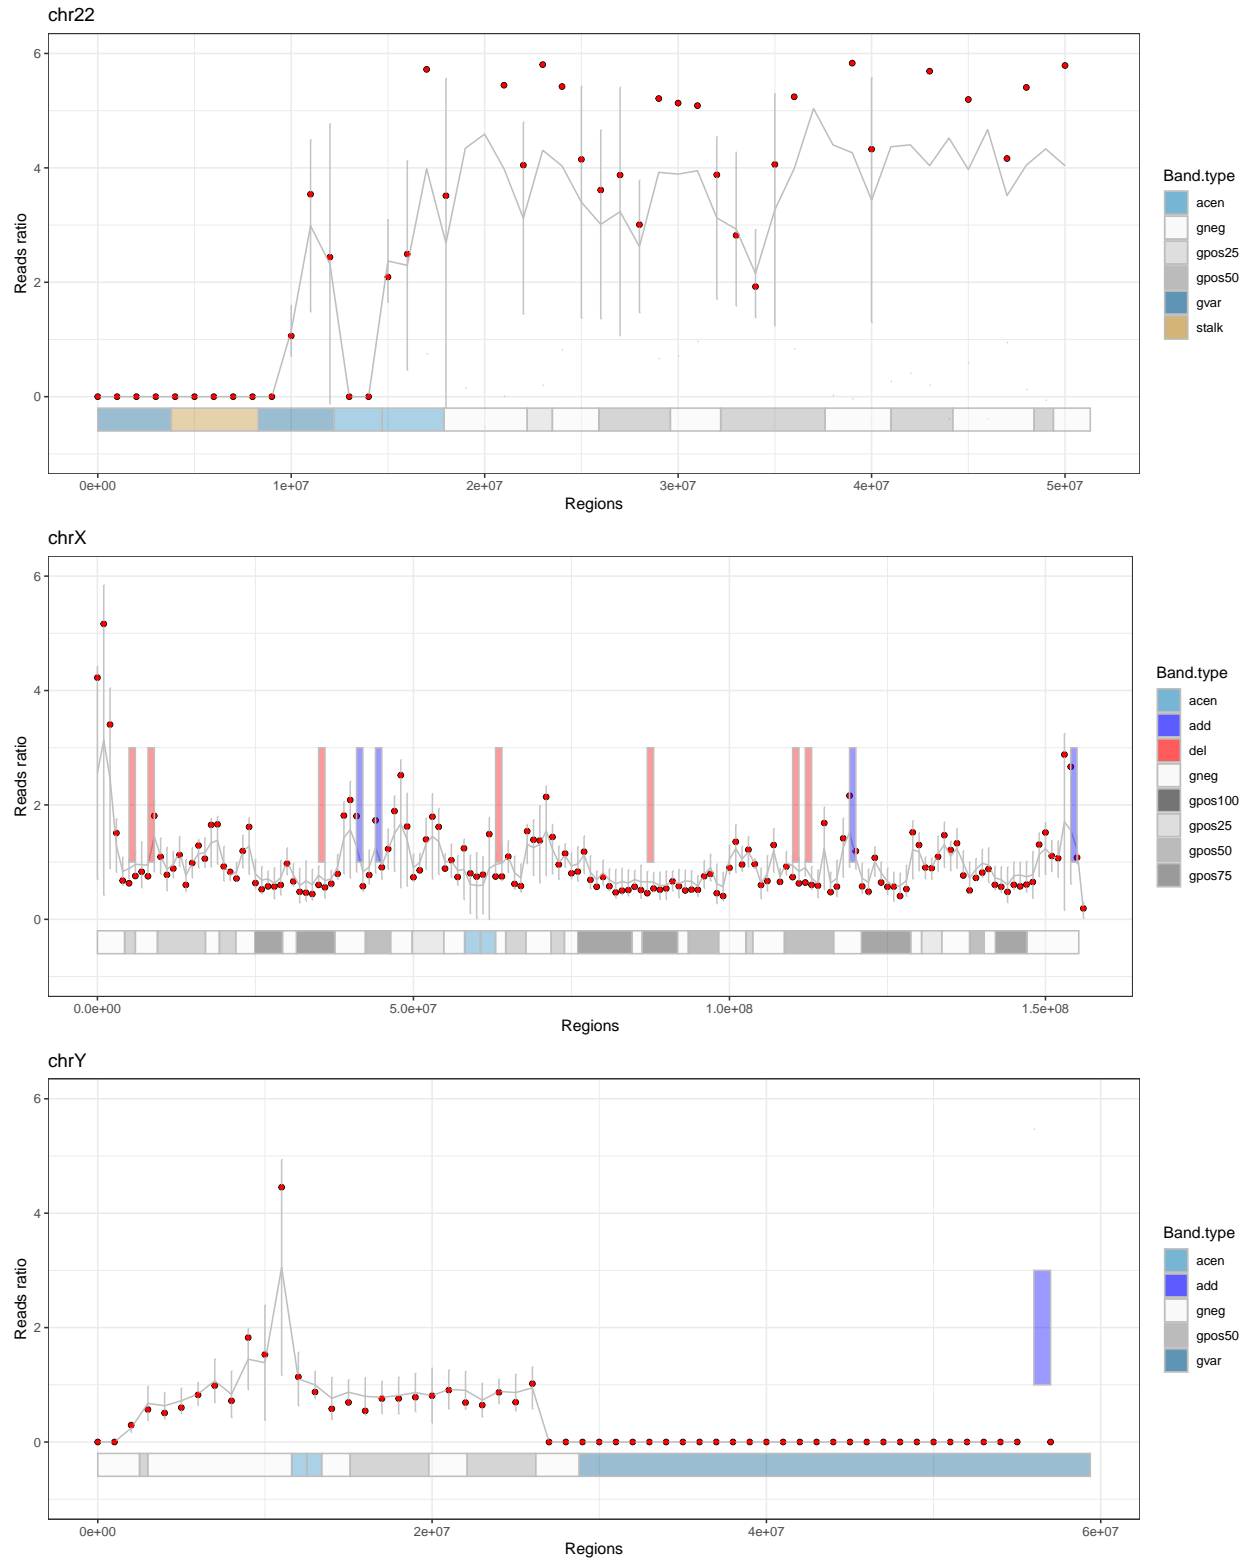 chr22
6
4
2
0
Reads ratio
0e+00 1e+07 2e+07 3e+07 4e+07 5e+07
Regions
Band.type
acen
gneg
gpos25
gpos50
gvar
stalk
chrX
6
4
2
0
Reads ratio
0.0e+00 5.0e+07 1.0e+08 1.5e+08
Regions
Band.type
acen
add
del
gneg
gpos100
gpos25
gpos50
gpos75
chrY
6
4
2
0
Reads ratio
0e+00 2e+07 4e+07 6e+07
Regions
Band.type
acen
add
gneg
gpos50
gvar